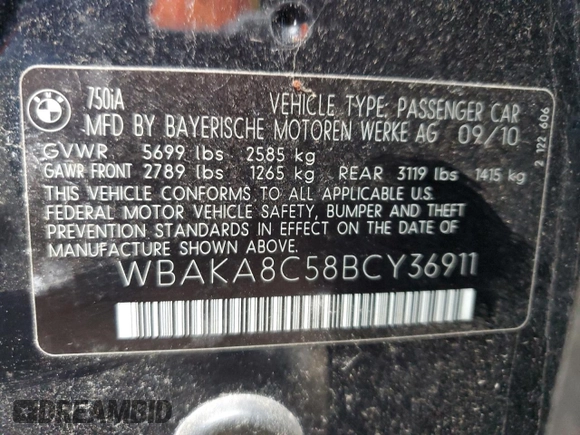 BMW
750iA VEHICLE TYPE: PASSENGER CAR
MFD BY BAYERISCHE MOTOREN WERKE AG 09/10
GVWR 5699 lbs 2585 kg
GAWR FRONT 2789 lbs 1265 kg REAR 3119 lbs 1415 kg
THIS VEHICLE CONFORMS TO ALL APPLICABLE U.S.
FEDERAL MOTOR VEHICLE SAFETY, BUMPER AND THEFT
PREVENTION STANDARDS IN EFFECT ON THE DATE OF
MANUFACTURE SHOWN ABOVE.
WBAKA8C58BCY36911
2 122 606
DREAMBID